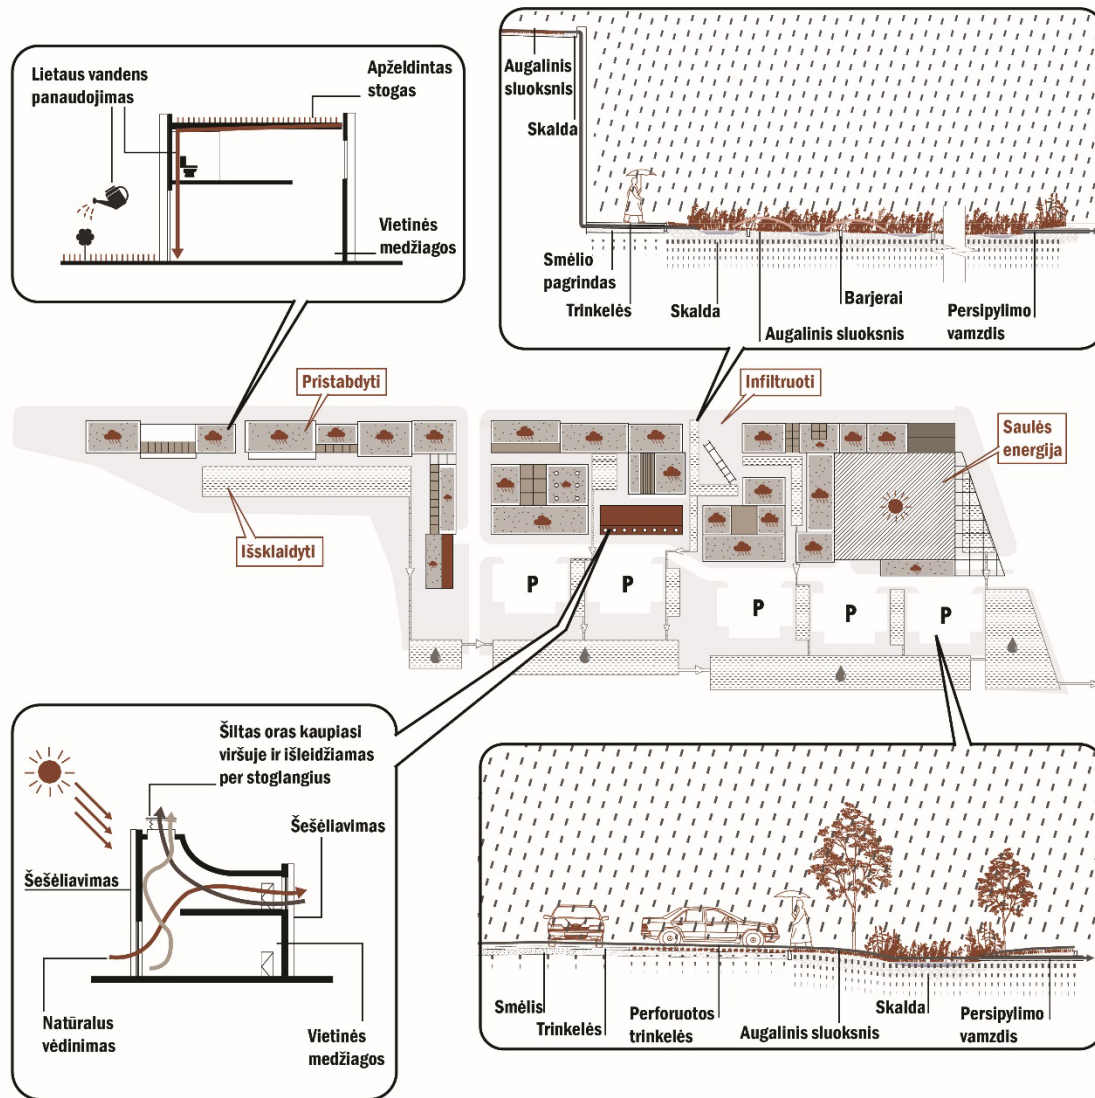 Lietaus vandens
panaudojimas
Apželdintas
stogas
Vietinės
medžiagos
Augalinis
sluoksnis
Skalda
Smėlio
pagrindas
Trinkelės
Skalda
Barjerai
Augalinis sluoksnis
Persipylimo
vamzdis
Pristabdyti
Infiltruoti
Saulės
energija
Išsklaidyti
P
P
P
P
P
Šiltas oras kaupiasi
viršuje ir išleidžiamas
per stoglangius
Šešėliavimas
Šešėliavimas
Natūralus
vėdinimas
Vietinės
medžiagos
Smėlis
Trinkelės
Perforuotos
trinkelės
Augalinis sluoksnis
Skalda
Persipylimo
vamzdis